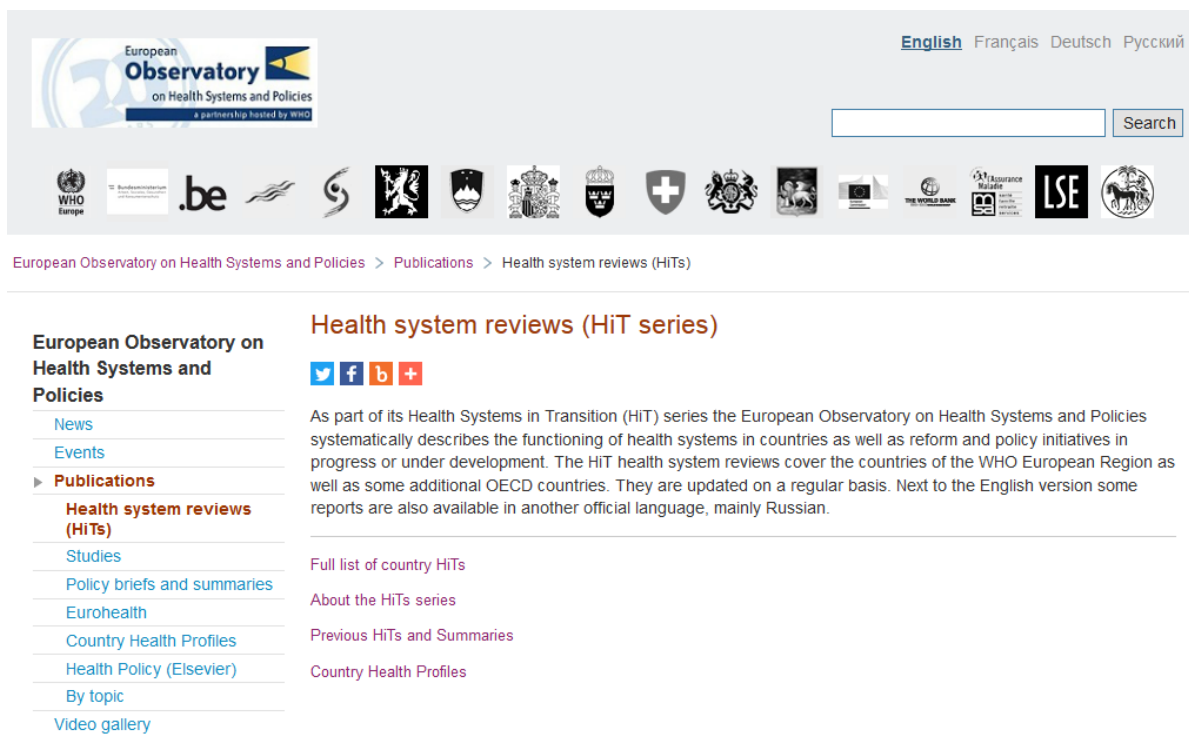 European
Observatory
on Health Systems and Policies
a partnership hosted by WHO
English Français Deutsch Русский
Search
WHO
Europe
Bundesministerium
.be
THE WORLD BANK
l'Assurance
Maladie
LSE
European Observatory on Health Systems and Policies > Publications > Health system reviews (HiTs)
European Observatory on
Health Systems and
Policies
News
Events
Publications
Health system reviews
(HiTs)
Studies
Policy briefs and summaries
Eurohealth
Country Health Profiles
Health Policy (Elsevier)
By topic
Video gallery
Health system reviews (HiT series)
As part of its Health Systems in Transition (HiT) series the European Observatory on Health Systems and Policies
systematically describes the functioning of health systems in countries as well as reform and policy initiatives in
progress or under development. The HiT health system reviews cover the countries of the WHO European Region as
well as some additional OECD countries. They are updated on a regular basis. Next to the English version some
reports are also available in another official language, mainly Russian.
Full list of country HiTs
About the HiTs series
Previous HiTs and Summaries
Country Health Profiles